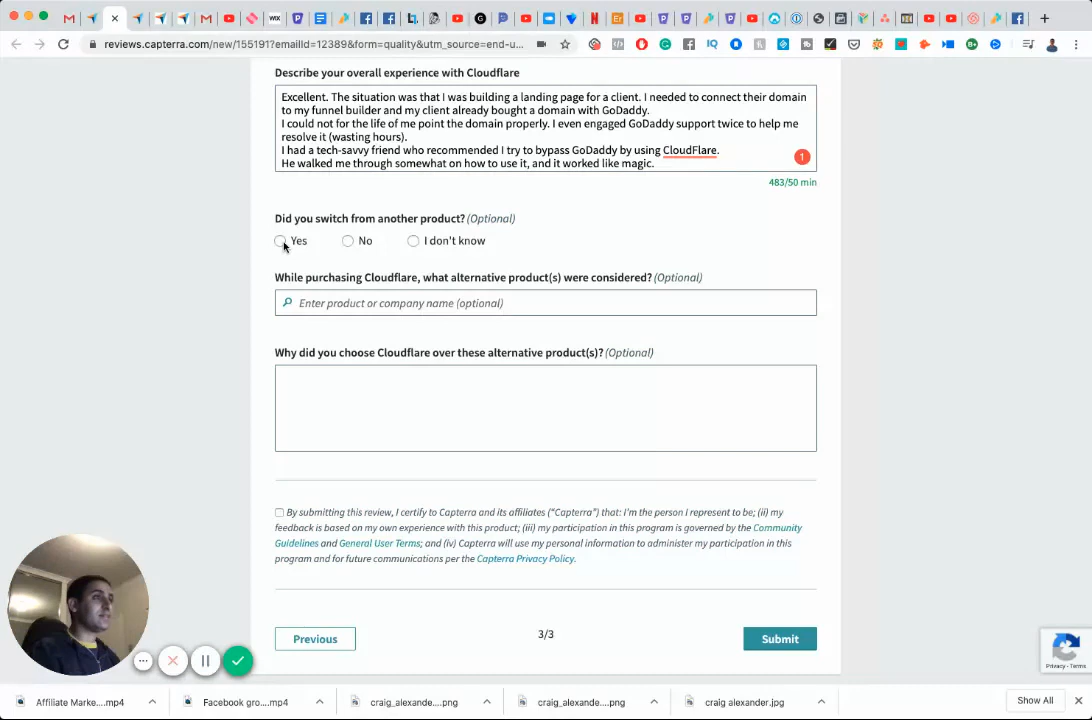 reviews.capterra.com/new/155191?emailId=12389&form=quality&utm_source=end-u...
Describe your overall experience with Cloudflare
Excellent. The situation was that I was building a landing page for a client. I needed to connect their domain
to my funnel builder and my client already bought a domain with GoDaddy.
I could not for the life of me point the domain properly. I even engaged GoDaddy support twice to help me
resolve it (wasting hours).
I had a tech-savvy friend who recommended I try to bypass GoDaddy by using CloudFlare.
He walked me through somewhat on how to use it, and it worked like magic.
1
483/50 min
Did you switch from another product? (Optional)
Yes No I don't know
While purchasing Cloudflare, what alternative product(s) were considered? (Optional)
Enter product or company name (optional)
Why did you choose Cloudflare over these alternative product(s)? (Optional)
By submitting this review, I certify to Capterra and its affiliates (“Capterra”) that: I'm the person I represent to be; (ii) my
feedback is based on my own experience with this product; (iii) my participation in this program is governed by the Community
Guidelines and General User Terms; and (iv) Capterra will use my personal information to administer my participation in this
program and for future communications per the Capterra Privacy Policy.
Previous 3/3 Submit
Privacy - Terms
Affiliate Marke....mp4 Facebook gro....mp4 craig_alexande....png craig_alexande....png craig alexander.jpg Show All